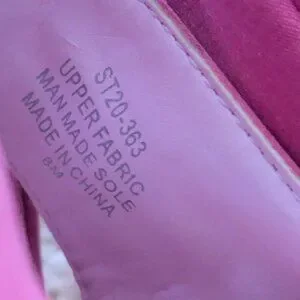 ST20-363
UPPER FABRIC
MAN MADE SOLE
MADE IN CHINA
8M